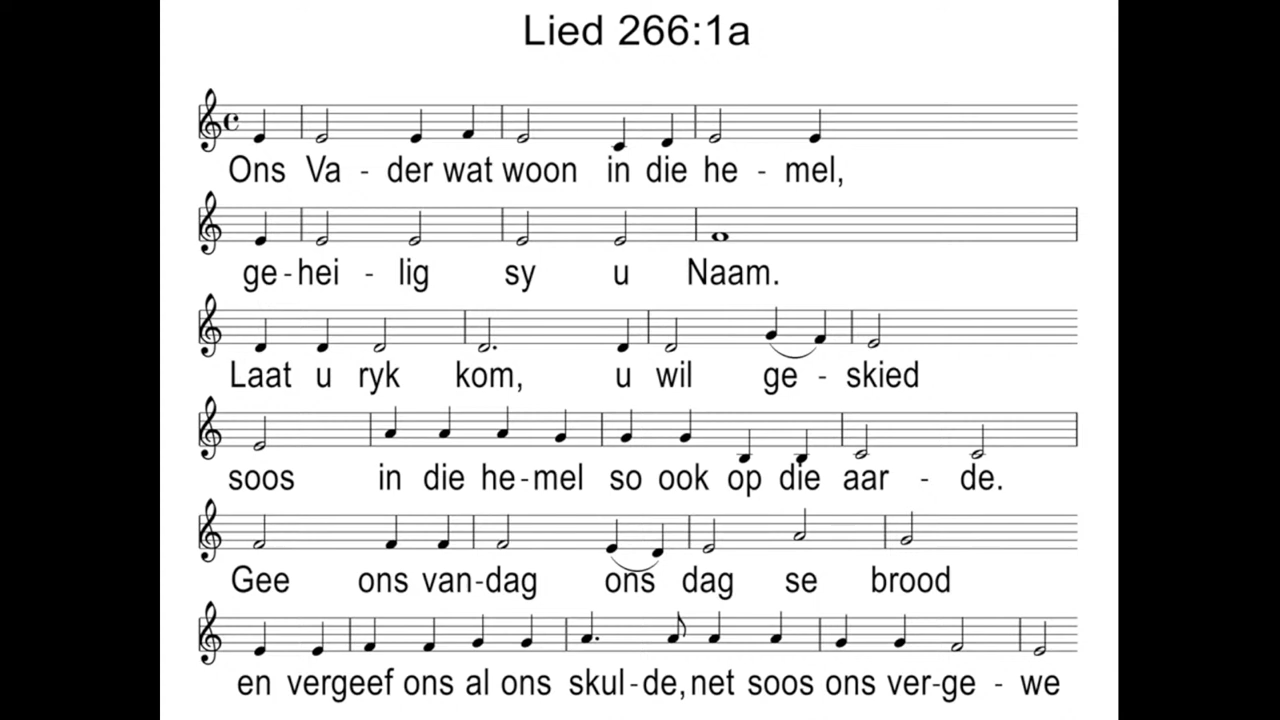 Lied 266:1a
Ons Va - der wat woon in die he - mel,
ge - hei - lig sy u Naam.
Laat u ryk kom, u wil ge - skied
soos in die he - mel so ook op die aar - de.
Gee ons van - dag ons dag se brood
en vergeef ons al ons skul - de, net soos ons ver - ge - we